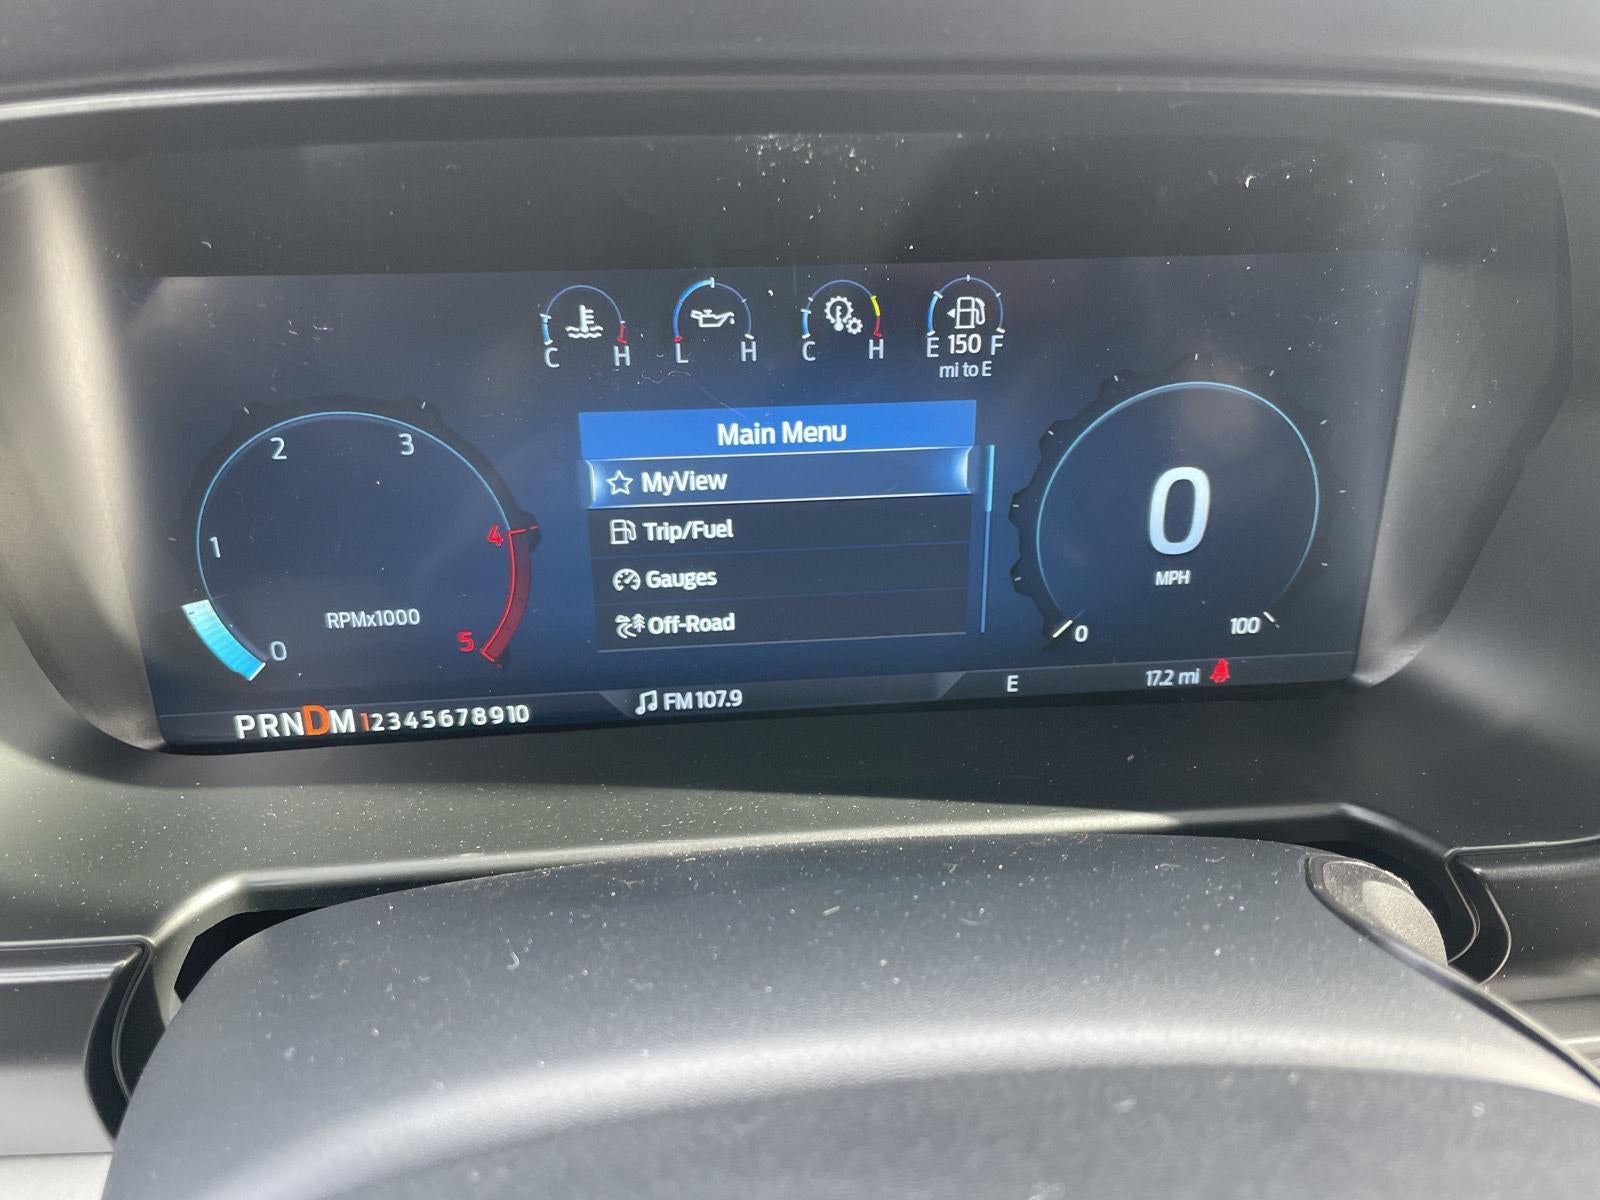 C H
L H
C H
E 150 F
mi to E
Main Menu
MyView
Trip/Fuel
Gauges
Off-Road
0
1
2
3
4
5
RPMx1000
0
MPH
0
100
PRNDM12345678910
FM 107.9
E
17.2 mi